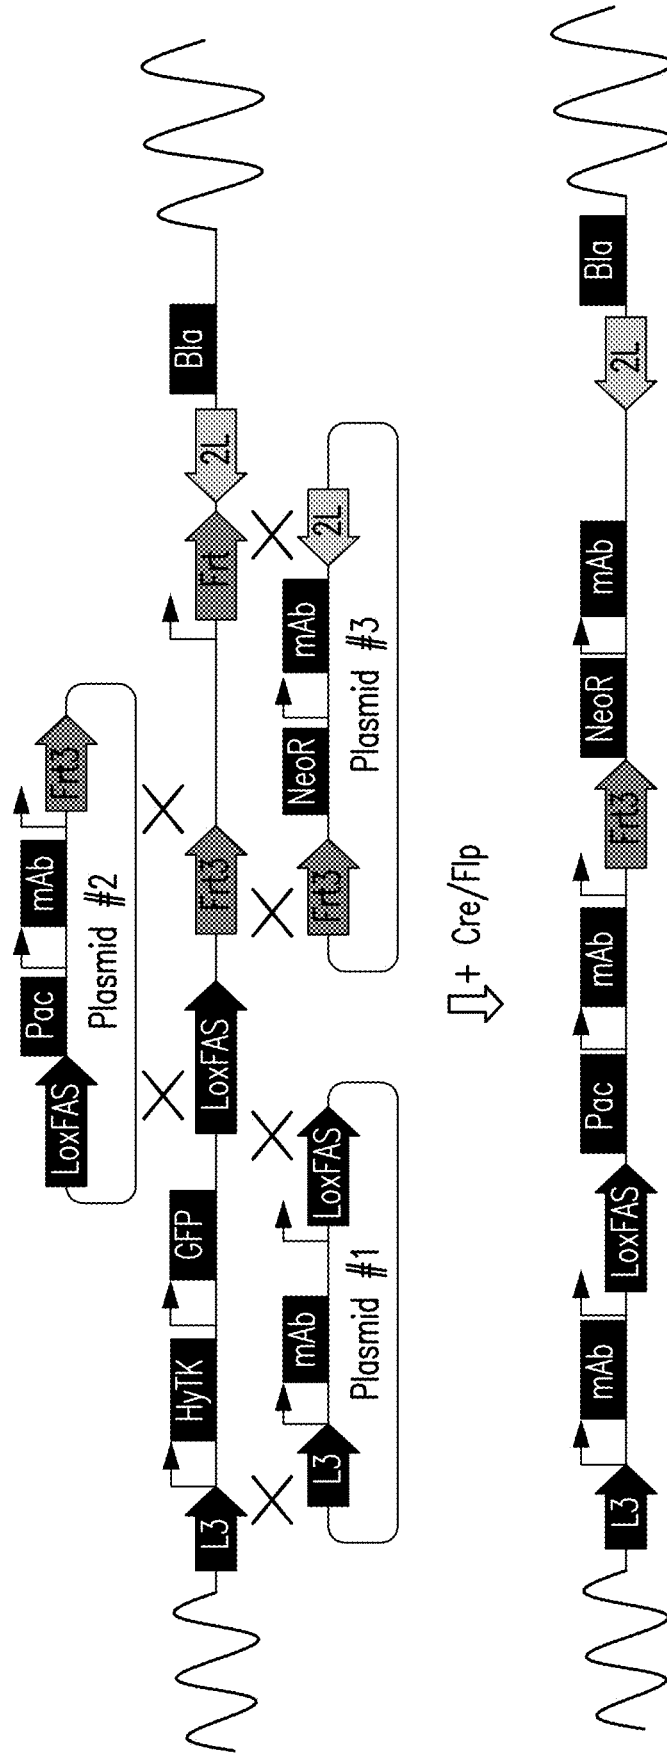 LoxFAS Pac mAb Frt3
Plasmid #2
L3 HyTK GFP LoxFAS Frt3 Frt 2L Bla
L3 mAb LoxFAS Frt3 NeoR mAb 2L
Plasmid #1 Plasmid #3
+ Cre/Flp
L3 mAb LoxFAS Pac mAb Frt3 NeoR mAb 2L Bla